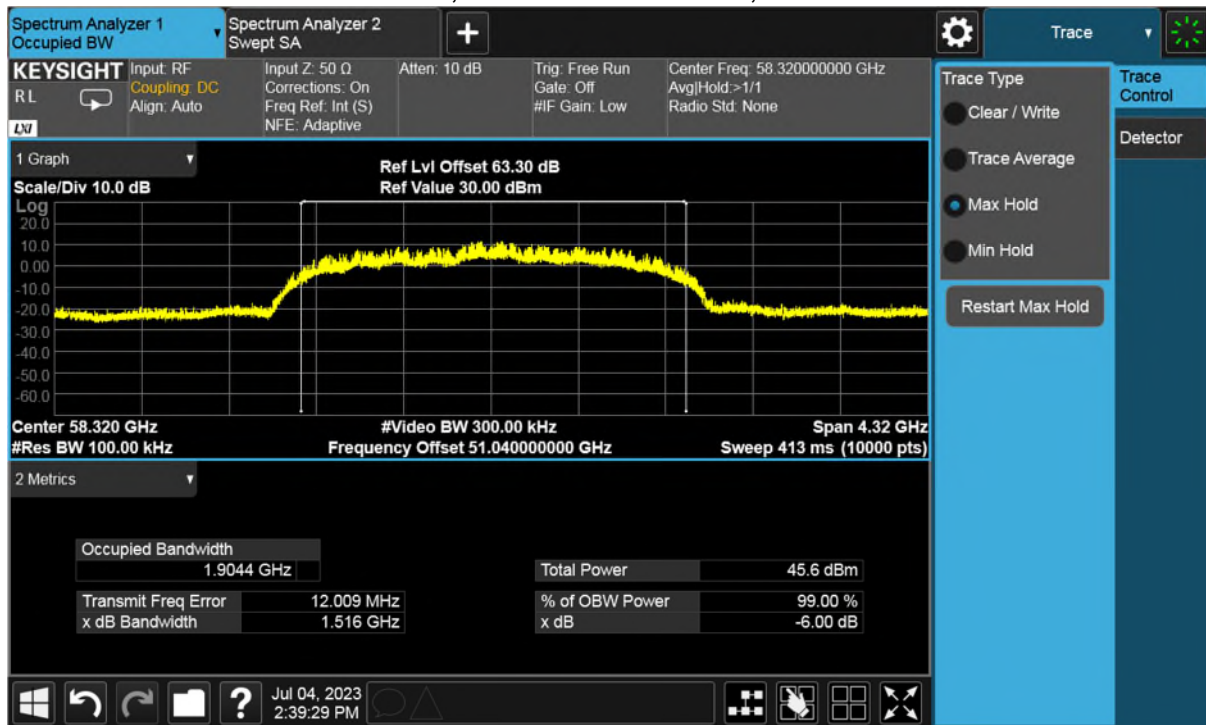 Spectrum Analyzer 1
Occupied BW
Spectrum Analyzer 2
Swept SA
+
Trace
KEYSIGHT
RL
LXI
Input: RF
Coupling: DC
Align: Auto
Input Z: 50 Ω
Corrections: On
Freq Ref: Int (S)
NFE: Adaptive
Atten: 10 dB
Trig: Free Run
Gate: Off
#IF Gain: Low
Center Freq: 58.320000000 GHz
Avg|Hold:>1/1
Radio Std: None
1 Graph
Scale/Div 10.0 dB
Ref Lvl Offset 63.30 dB
Ref Value 30.00 dBm
Log
20.0
10.0
0.00
-10.0
-20.0
-30.0
-40.0
-50.0
-60.0
Center 58.320 GHz
#Video BW 300.00 kHz
Span 4.32 GHz
#Res BW 100.00 kHz
Frequency Offset 51.040000000 GHz
Sweep 413 ms (10000 pts)
2 Metrics
Occupied Bandwidth
1.9044 GHz
Total Power 45.6 dBm
Transmit Freq Error 12.009 MHz
% of OBW Power 99.00 %
x dB Bandwidth 1.516 GHz
x dB -6.00 dB
Trace Type
Clear / Write
Trace Average
Max Hold
Min Hold
Restart Max Hold
Trace
Control
Detector
?
Jul 04, 2023
2:39:29 PM